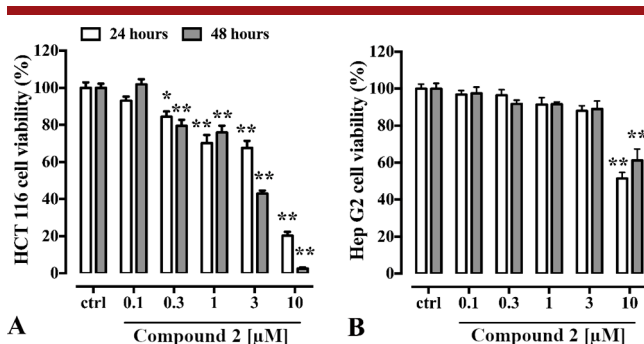 24 hours 48 hours
HCT 116 cell viability (%)
120
100
80
60
40
20
0
* ** ** ** ** ** ** **
ctrl 0.1 0.3 1 3 10
A
Compound 2 [µM]
Hep G2 cell viability (%)
120
100
80
60
40
20
0
** **
ctrl 0.1 0.3 1 3 10
B
Compound 2 [µM]